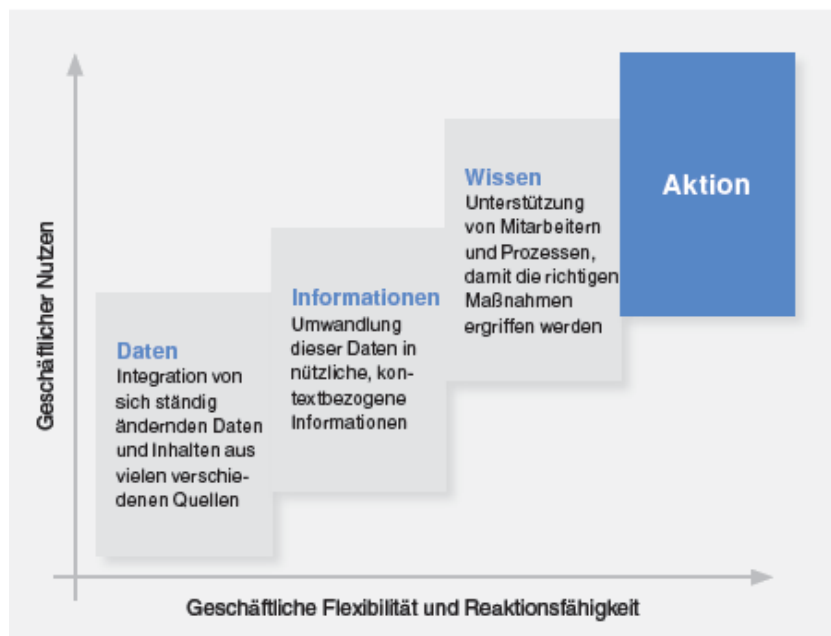 Geschäftlicher Nutzen
Daten
Integration von
sich ständig
ändernden Daten
und Inhalten aus
vielen verschie-
denen Quellen
Informationen
Umwandlung
dieser Daten in
nützliche, kon-
textbezogene
Informationen
Wissen
Unterstützung
von Mitarbeitern
und Prozessen,
damit die richtigen
Maßnahmen
ergriffen werden
Aktion
Geschäftliche Flexibilität und Reaktionsfähigkeit